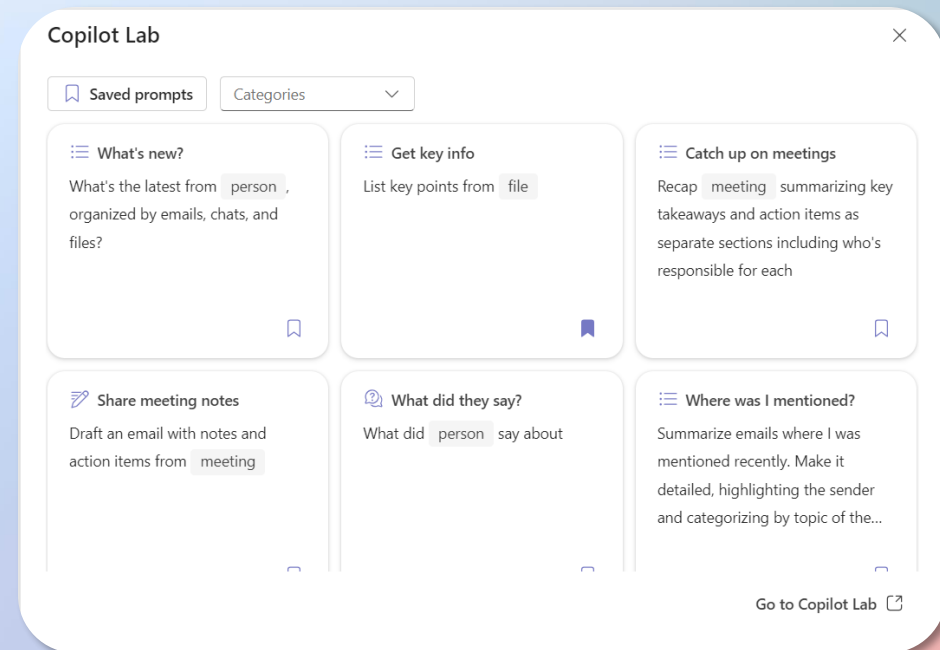 Copilot Lab
Saved prompts
Categories
What's new?
What's the latest from person ,
organized by emails, chats, and
files?
Get key info
List key points from file
Catch up on meetings
Recap meeting summarizing key
takeaways and action items as
separate sections including who's
responsible for each
Share meeting notes
Draft an email with notes and
action items from meeting
What did they say?
What did person say about
Where was I mentioned?
Summarize emails where I was
mentioned recently. Make it
detailed, highlighting the sender
and categorizing by topic of the...
Go to Copilot Lab